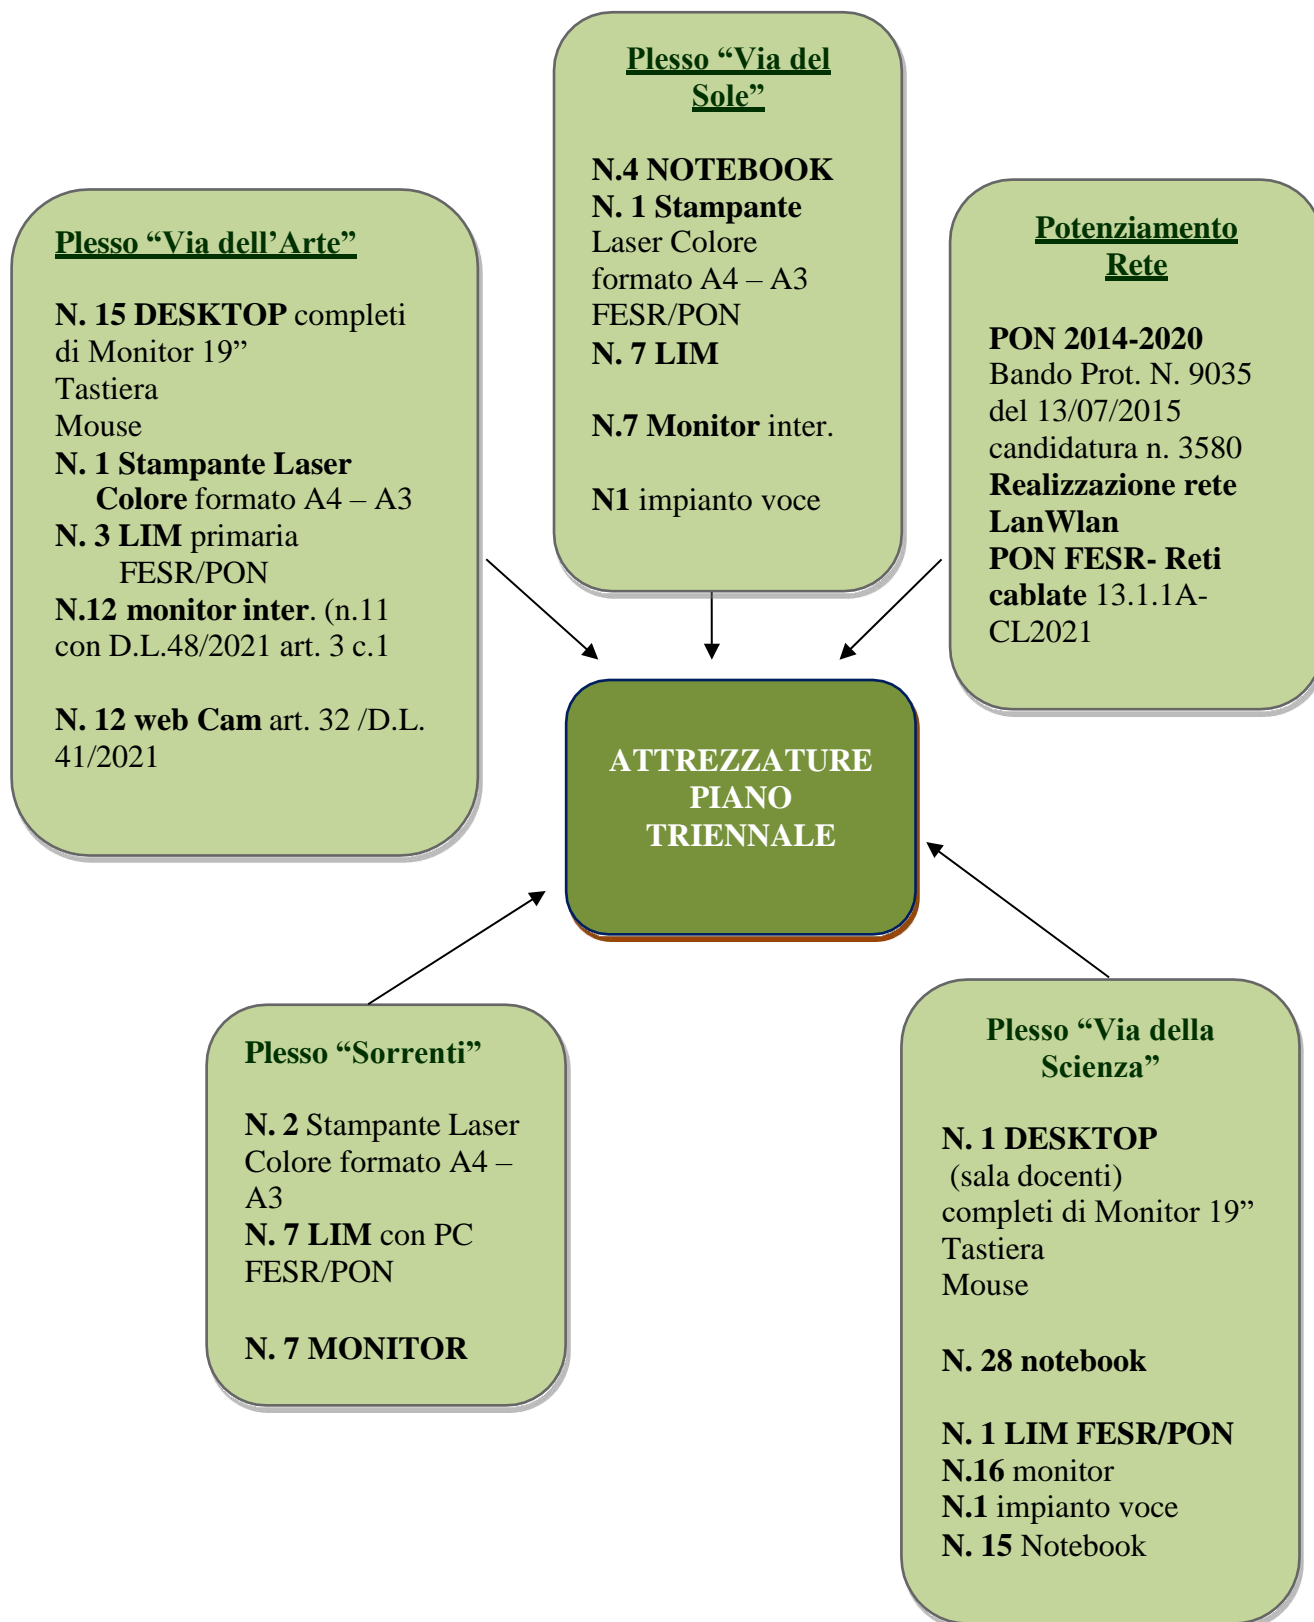 Plesso “Via del
Sole”
N.4 NOTEBOOK
N. 1 Stampante
Laser Colore
formato A4 – A3
FESR/PON
N. 7 LIM
N.7 Monitor inter.
N1 impianto voce
Plesso “Via dell’Arte”
N. 15 DESKTOP completi
di Monitor 19”
Tastiera
Mouse
N. 1 Stampante Laser
Colore formato A4 – A3
N. 3 LIM primaria
FESR/PON
N.12 monitor inter. (n.11
con D.L.48/2021 art. 3 c.1
N. 12 web Cam art. 32 /D.L.
41/2021
Potenziamento
Rete
PON 2014-2020
Bando Prot. N. 9035
del 13/07/2015
candidatura n. 3580
Realizzazione rete
LanWlan
PON FESR- Reti
cablate 13.1.1A-
CL2021
ATTREZZATURE
PIANO
TRIENNALE
Plesso “Sorrenti”
N. 2 Stampante Laser
Colore formato A4 –
A3
N. 7 LIM con PC
FESR/PON
N. 7 MONITOR
Plesso “Via della
Scienza”
N. 1 DESKTOP
(sala docenti)
completi di Monitor 19”
Tastiera
Mouse
N. 28 notebook
N. 1 LIM FESR/PON
N.16 monitor
N.1 impianto voce
N. 15 Notebook